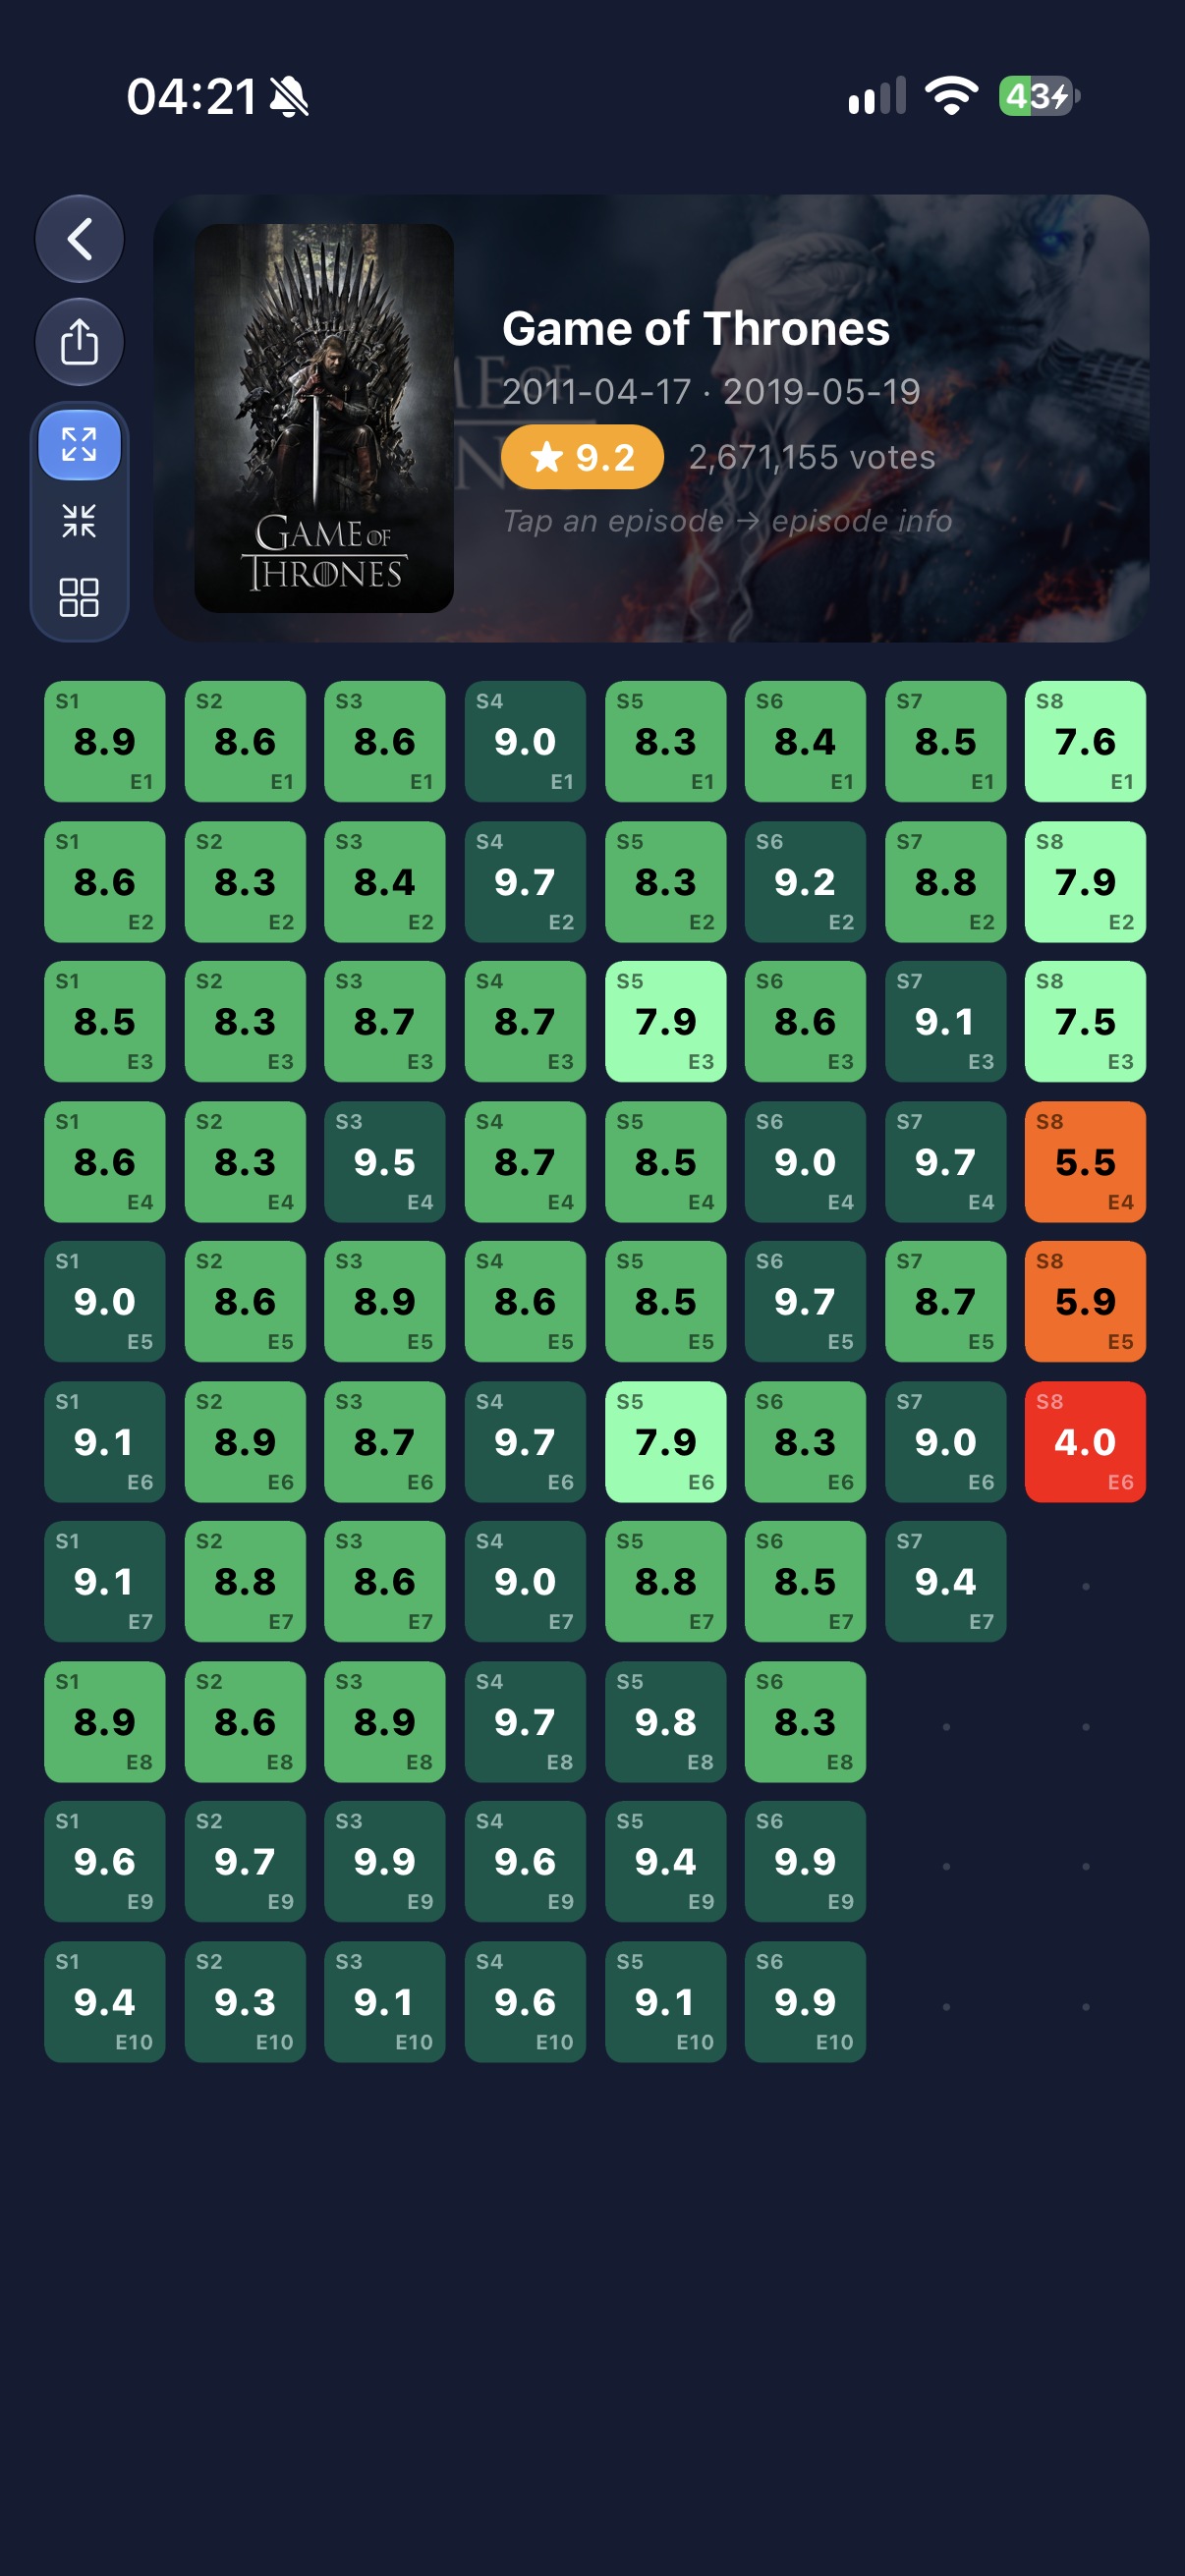 04:21
43
Game of Thrones
2011-04-17 · 2019-05-19
9.2 2,671,155 votes
Tap an episode → episode info
GAME OF
THRONES
S1 S2 S3 S4 S5 S6 S7 S8
8.9 8.6 8.6 9.0 8.3 8.4 8.5 7.6
E1 E1 E1 E1 E1 E1 E1 E1
S1 S2 S3 S4 S5 S6 S7 S8
8.6 8.3 8.4 9.7 8.3 9.2 8.8 7.9
E2 E2 E2 E2 E2 E2 E2 E2
S1 S2 S3 S4 S5 S6 S7 S8
8.5 8.3 8.7 8.7 7.9 8.6 9.1 7.5
E3 E3 E3 E3 E3 E3 E3 E3
S1 S2 S3 S4 S5 S6 S7 S8
8.6 8.3 9.5 8.7 8.5 9.0 9.7 5.5
E4 E4 E4 E4 E4 E4 E4 E4
S1 S2 S3 S4 S5 S6 S7 S8
9.0 8.6 8.9 8.6 8.5 9.7 8.7 5.9
E5 E5 E5 E5 E5 E5 E5 E5
S1 S2 S3 S4 S5 S6 S7 S8
9.1 8.9 8.7 9.7 7.9 8.3 9.0 4.0
E6 E6 E6 E6 E6 E6 E6 E6
S1 S2 S3 S4 S5 S6 S7
9.1 8.8 8.6 9.0 8.8 8.5 9.4
E7 E7 E7 E7 E7 E7 E7
S1 S2 S3 S4 S5 S6
8.9 8.6 8.9 9.7 9.8 8.3
E8 E8 E8 E8 E8 E8
S1 S2 S3 S4 S5 S6
9.6 9.7 9.9 9.6 9.4 9.9
E9 E9 E9 E9 E9 E9
S1 S2 S3 S4 S5 S6
9.4 9.3 9.1 9.6 9.1 9.9
E10 E10 E10 E10 E10 E10